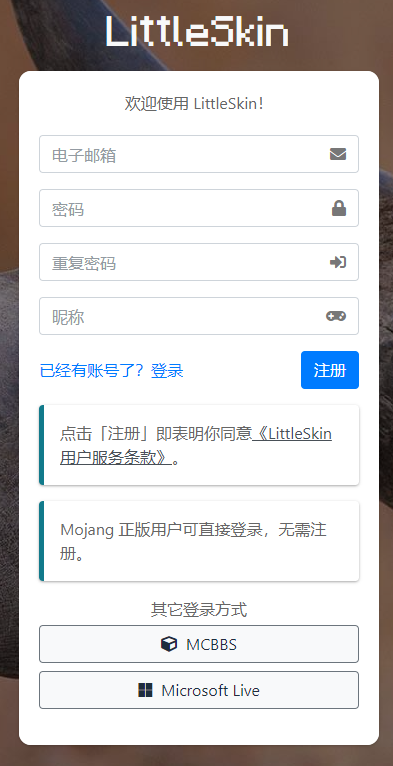 LittleSkin
欢迎使用 LittleSkin！
电子邮箱
密码
重复密码
昵称
已经有账号了？登录
注册
点击「注册」即表明你同意《LittleSkin
用户服务条款》。
Mojang 正版用户可直接登录，无需注
册。
其它登录方式
MCBBS
Microsoft Live